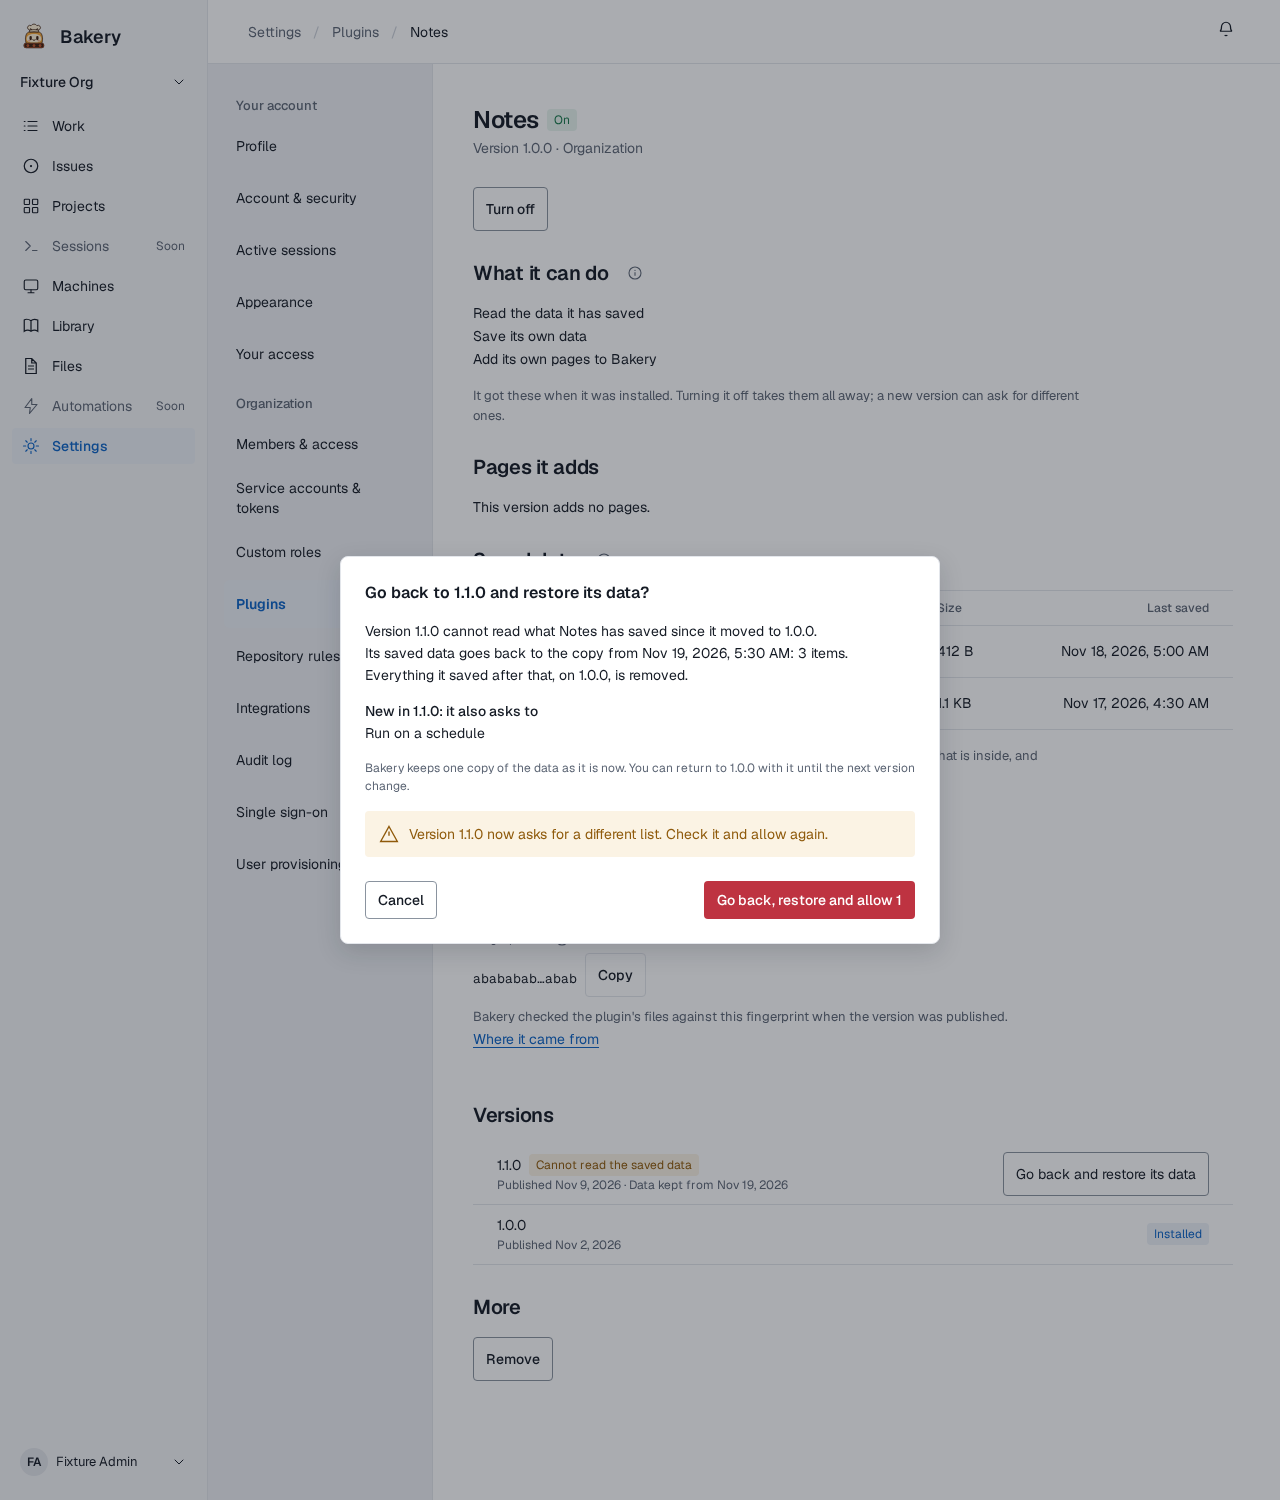 Bakery
Fixture Org
Work
Issues
Projects
Sessions Soon
Machines
Library
Files
Automations Soon
Settings
FA Fixture Admin
Settings / Plugins / Notes
Your account
Profile
Account & security
Active sessions
Appearance
Your access
Organization
Members & access
Service accounts &
tokens
Custom roles
Plugins
Repository rules
Integrations
Audit log
Single sign-on
User provisioning
Notes On
Version 1.0.0 · Organization
Turn off
What it can do
Read the data it has saved
Save its own data
Add its own pages to Bakery
It got these when it was installed. Turning it off takes them all away; a new version can ask for different
ones.
Pages it adds
This version adds no pages.
Size Last saved
412 B Nov 18, 2026, 5:00 AM
1.1 KB Nov 17, 2026, 4:30 AM
is inside, and
Go back to 1.1.0 and restore its data?
Version 1.1.0 cannot read what Notes has saved since it moved to 1.0.0.
Its saved data goes back to the copy from Nov 19, 2026, 5:30 AM: 3 items.
Everything it saved after that, on 1.0.0, is removed.
New in 1.1.0: it also asks to
Run on a schedule
Bakery keeps one copy of the data as it is now. You can return to 1.0.0 with it until the next version
change.
Version 1.1.0 now asks for a different list. Check it and allow again.
Cancel
Go back, restore and allow 1
abababab…abab Copy
Bakery checked the plugin's files against this fingerprint when the version was published.
Where it came from
Versions
1.1.0 Cannot read the saved data
Published Nov 9, 2026 · Data kept from Nov 19, 2026
Go back and restore its data
1.0.0
Published Nov 2, 2026
Installed
More
Remove